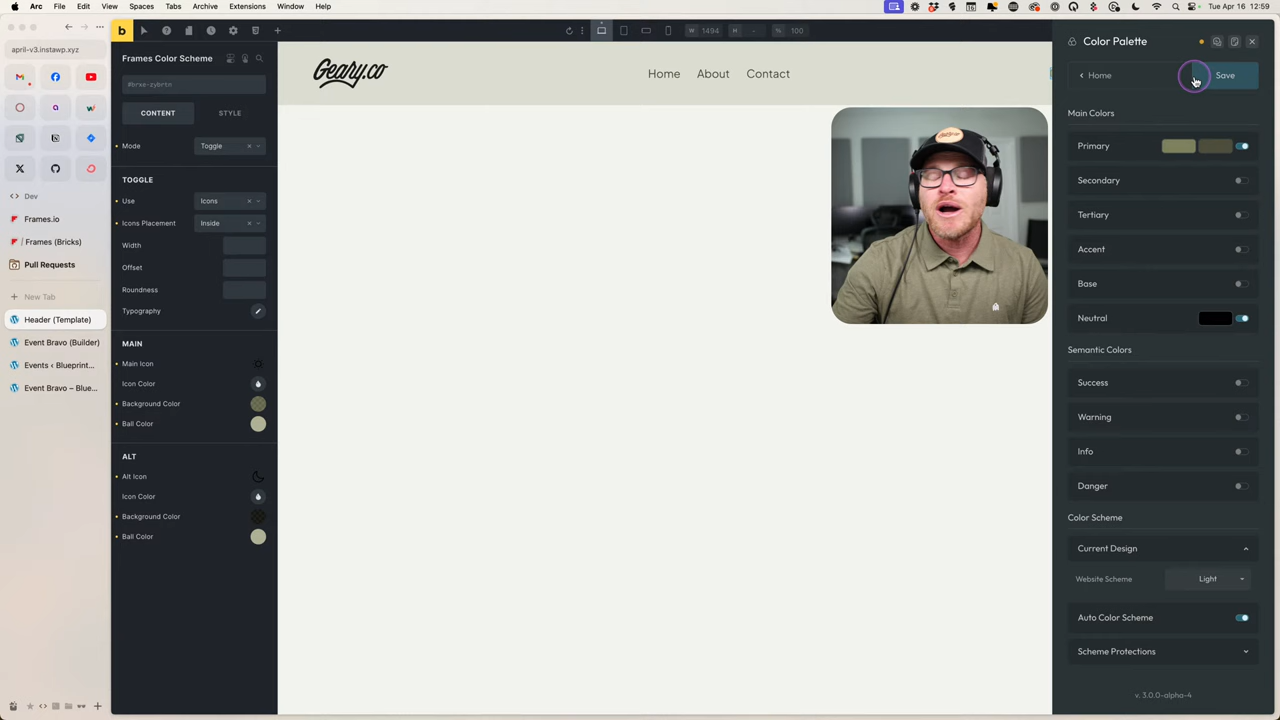 Arc File Edit View Spaces Tabs Archive Extensions Window Help
Tue Apr 16 12:59
april-v3.instawp.xyz
Dev
Frames.io
/ Frames (Bricks)
Pull Requests
New Tab
Header (Template)
Event Bravo (Builder)
Events ‹ Blueprint...
Event Bravo – Blue...
b
W 1494 H - % 100
Frames Color Scheme
#brxe-zybrtn
CONTENT STYLE
Mode Toggle
TOGGLE
Use Icons
Icons Placement Inside
Width
Offset
Roundness
Typography
MAIN
Main Icon
Icon Color
Background Color
Ball Color
ALT
Alt Icon
Icon Color
Background Color
Ball Color
Geary.co
Home About Contact
Color Palette
Home Save
Main Colors
Primary
Secondary
Tertiary
Accent
Base
Neutral
Semantic Colors
Success
Warning
Info
Danger
Color Scheme
Current Design
Website Scheme Light
Auto Color Scheme
Scheme Protections
v. 3.0.0-alpha-4